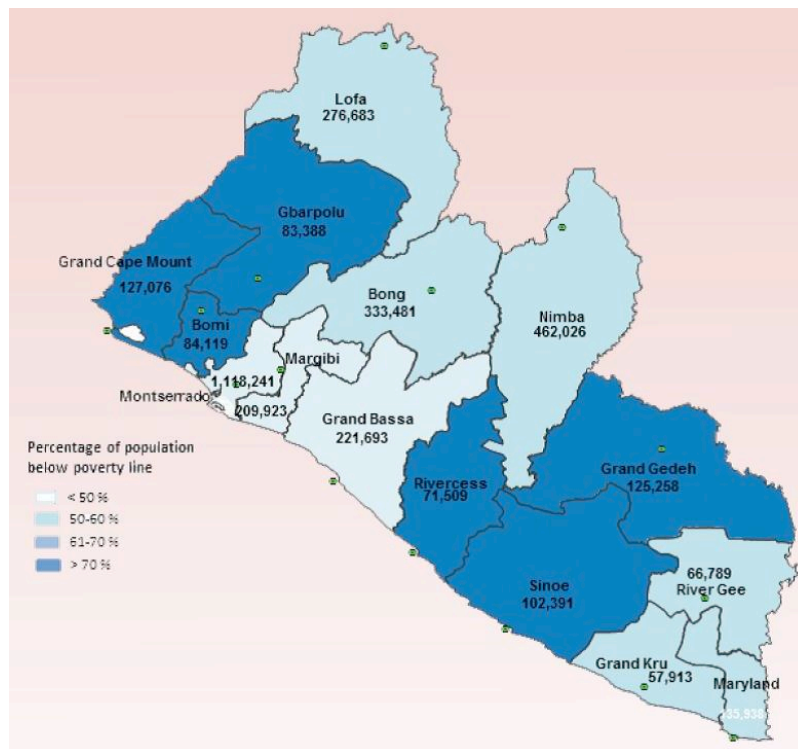 Lofa
276,683
Gbarpolu
83,388
Grand Cape Mount
127,076
Bong
333,481
Nimba
462,026
Bomi
84,119
Margibi
1,118,241
Montserrado
209,923
Grand Bassa
221,693
Percentage of population
below poverty line
< 50 %
50-60 %
61-70 %
> 70 %
Rivercess
71,509
Grand Gedeh
125,258
Sinoe
102,391
66,789
River Gee
Grand Kru
57,913
Maryland
135,938